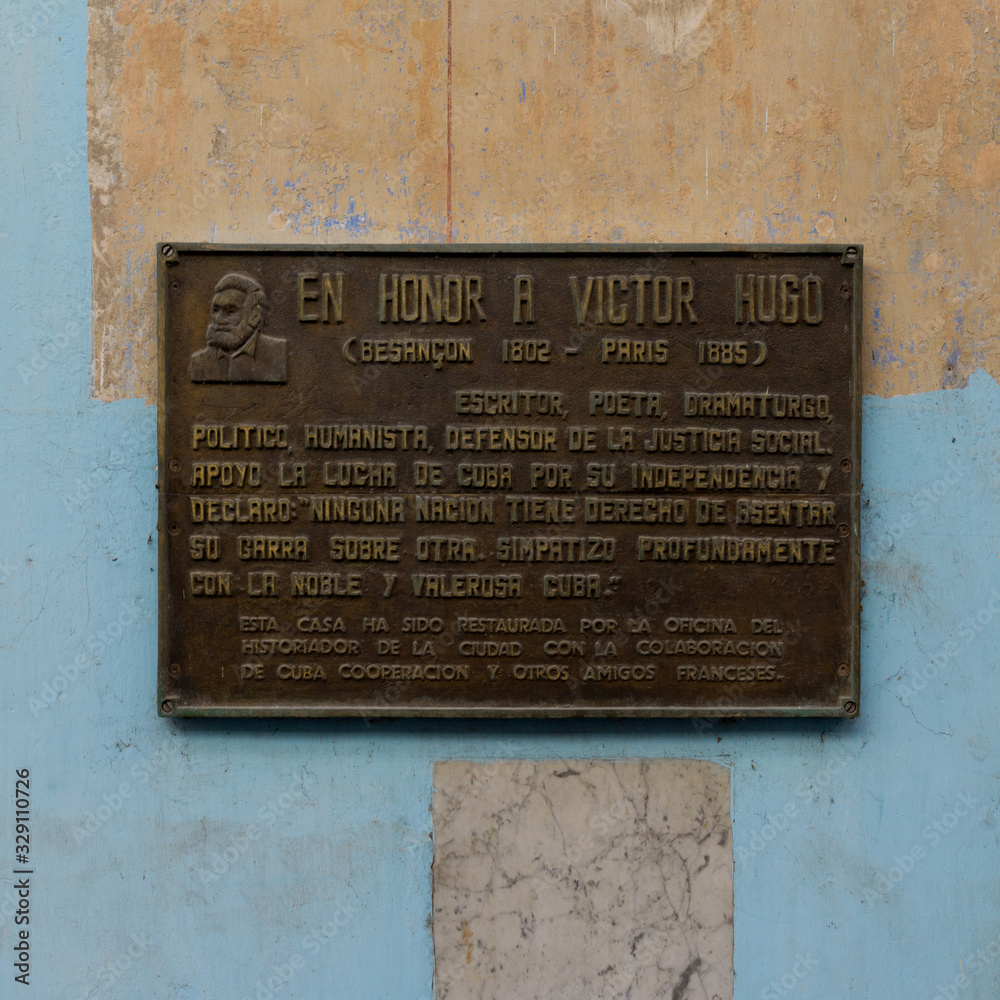 EN HONOR A VICTOR HUGO
(BESANÇON 1802 - PARIS 1885)
ESCRITOR, POETA, DRAMATURGO,
POLITICO, HUMANISTA, DEFENSOR DE LA JUSTICIA SOCIAL.
APOYO LA LUCHA DE CUBA POR SU INDEPENDENCIA Y
DECLARO: "NINGUNA NACION TIENE DERECHO DE ASENTAR
SU GARRA SOBRE OTRA. SIMPATIZO PROFUNDAMENTE
CON LA NOBLE Y VALEROSA CUBA."
ESTA CASA HA SIDO RESTAURADA POR LA OFICINA DEL
HISTORIADOR DE LA CIUDAD CON LA COLABORACION
DE CUBA COOPERACION Y OTROS AMIGOS FRANCESES.
Adobe Stock | #329110726